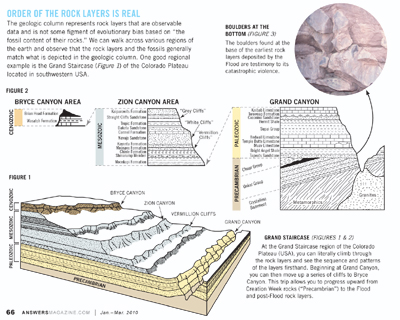 ORDER OF THE ROCK LAYERS IS REAL
The geologic column represents rock layers that are observable
data and is not some figment of evolutionary bias based on "the
fossil content of their rocks." We can walk across various regions of
the earth and observe that the rock layers and the fossils generally
match what is depicted in the geologic column. One good regional
example is the Grand Staircase (Figure 1) of the Colorado Plateau
located in southwestern USA.
BOULDERS AT THE
BOTTOM (FIGURE 3)
The boulders found at the
base of the earliest rock
layers deposited by the
Flood are testimony to its
catastrophic violence.
FIGURE 2
BRYCE CANYON AREA
CENOZOIC
ZION CANYON AREA
MESOZOIC
"Gray Cliffs"
"White Cliffs"
"Vermilion
Cliffs"
GRAND CANYON
PALEOZOIC
PRECAMBRIAN
FIGURE 1
CENOZOIC
MESOZOIC
PALEOZOIC
PRECAMBRIAN
BRYCE CANYON
ZION CANYON
VERMILLION CLIFFS
GRAND CANYON
GRAND STAIRCASE (FIGURES 1 & 2)
At the Grand Staircase region of the Colorado
Plateau (USA), you can literally climb through
the rock layers and see the sequence and patterns
of the layers firsthand. Beginning at Grand Canyon,
you can then move up a series of cliffs to Bryce
Canyon. This trip allows you to progress upward from
Creation Week rocks ("Precambrian") to the Flood
and post-Flood rock layers.
66 ANSWERSMAGAZINE.COM | Jan – Mar. 2010